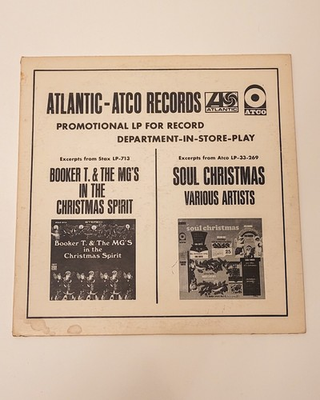 ATLANTIC-ATCO RECORDS
ATLANTIC
ATCO
PROMOTIONAL LP FOR RECORD
DEPARTMENT-IN-STORE-PLAY
Excerpts from Stax LP-713
BOOKER T. & THE MG'S
IN THE
CHRISTMAS SPIRIT
Booker T. & The MG'S
in the
Christmas Spirit
Excerpts from Atco LP-33-269
SOUL CHRISTMAS
VARIOUS ARTISTS
soul christmas
25